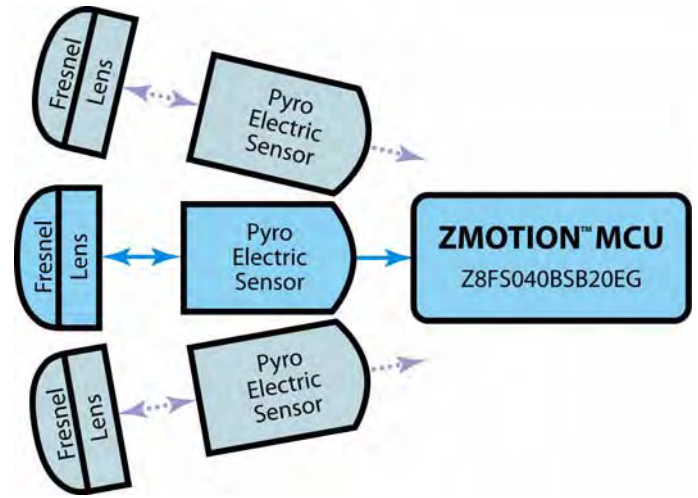 Fresnel
Lens
Pyro
Electric
Sensor
Fresnel
Lens
Pyro
Electric
Sensor
ZMOTION™ MCU
Z8FS040BSB20EG
Fresnel
Lens
Pyro
Electric
Sensor